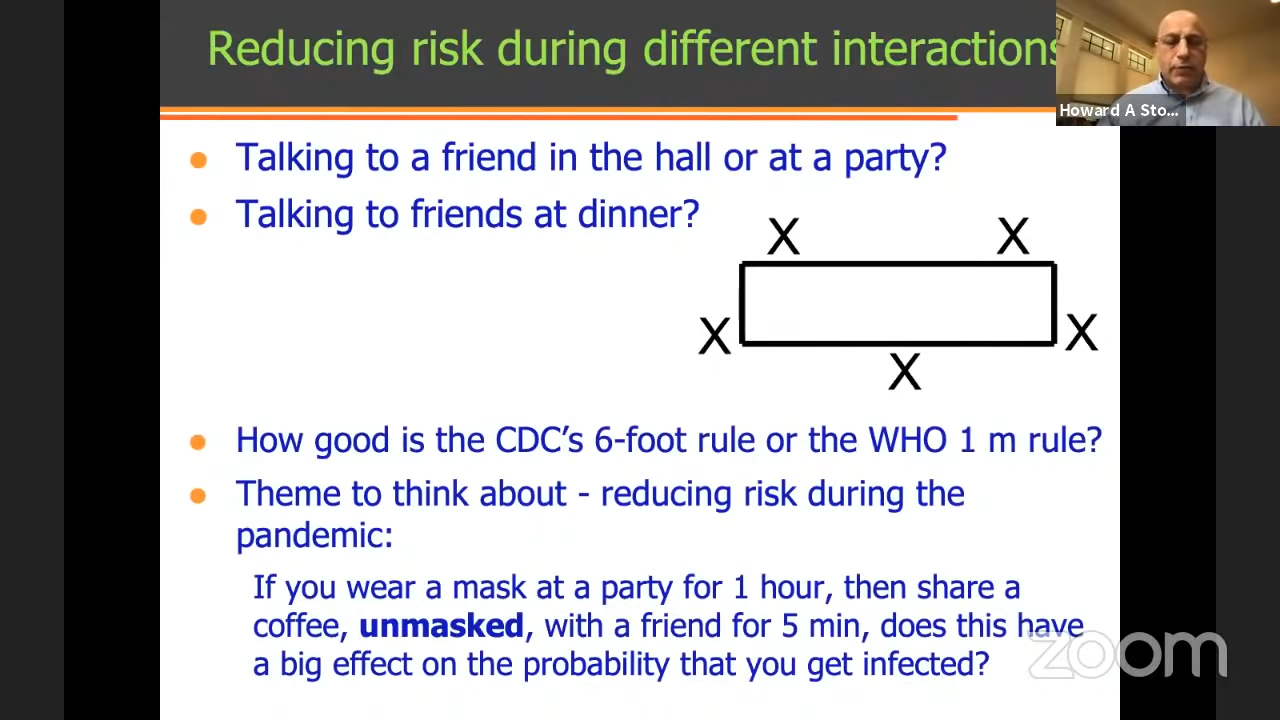 Reducing risk during different interactions
Howard A Sto...
Talking to a friend in the hall or at a party?
Talking to friends at dinner?
X X
X X
X
How good is the CDC’s 6-foot rule or the WHO 1 m rule?
Theme to think about - reducing risk during the
pandemic:
If you wear a mask at a party for 1 hour, then share a
coffee, unmasked, with a friend for 5 min, does this have
a big effect on the probability that you get infected?
zoom